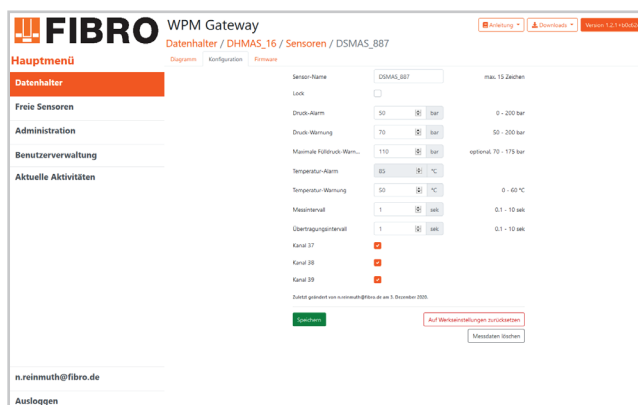 FIBRO
WPM Gateway
Anleitung
Downloads
Version 1.2.1+b0c62
Datenhalter / DHMAS_16 / Sensoren / DSMAS_887
Hauptmenü
Diagramm Konfiguration Firmware
Datenhalter
Freie Sensoren
Administration
Benutzerverwaltung
Aktuelle Aktivitäten
Sensor-Name DSMAS_887 max. 15 Zeichen
Lock
Druck-Alarm 50 bar 0 - 200 bar
Druck-Warnung 70 bar 50 - 200 bar
Maximale Fülldruck-Warn... 110 bar optional, 70 - 175 bar
Temperatur-Alarm 85 °C
Temperatur-Warnung 50 °C 0 - 60 °C
Messintervall 1 sek 0.1 - 10 sek
Übertragungsintervall 1 sek 0.1 - 10 sek
Kanal 37
Kanal 38
Kanal 39
Zuletzt geändert von n.reinmuth@fibro.de am 3. Dezember 2020.
Speichern
Auf Werkseinstellungen zurücksetzen
Messdaten löschen
n.reinmuth@fibro.de
Ausloggen